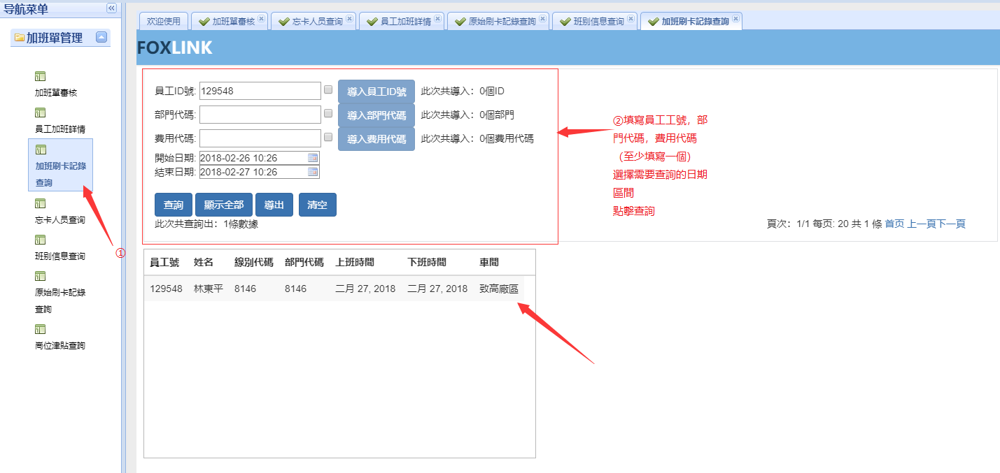 导航菜单
加班單管理
加班單審核
員工加班詳情
加班刷卡記錄
查詢
忘卡人员查询
班别信息查询
原始刷卡記錄
查詢
崗位津貼查詢
①
欢迎使用
加班單審核
忘卡人员查询
員工加班詳情
原始刷卡記錄查詢
班别信息查询
加班刷卡記錄查詢
FOXLINK
員工ID號: 129548 導入員工ID號 此次共導入：0個ID
部門代碼: 導入部門代碼 此次共導入：0個部門
費用代碼: 導入費用代碼 此次共導入：0個費用代碼
開始日期: 2018-02-26 10:26
結束日期: 2018-02-27 10:26
查詢 顯示全部 導出 清空
此次共查詢出：1條數據
②填寫員工工號，部
門代碼，費用代碼
（至少填寫一個）
選擇需要查詢的日期
區間
點擊查詢
頁次：1/1 每页: 20 共 1 條 首页 上一頁下一頁
員工號 姓名 線別代碼 部門代碼 上班時間 下班時間 車間
129548 林東平 8146 8146 二月 27, 2018 二月 27, 2018 致高廠區